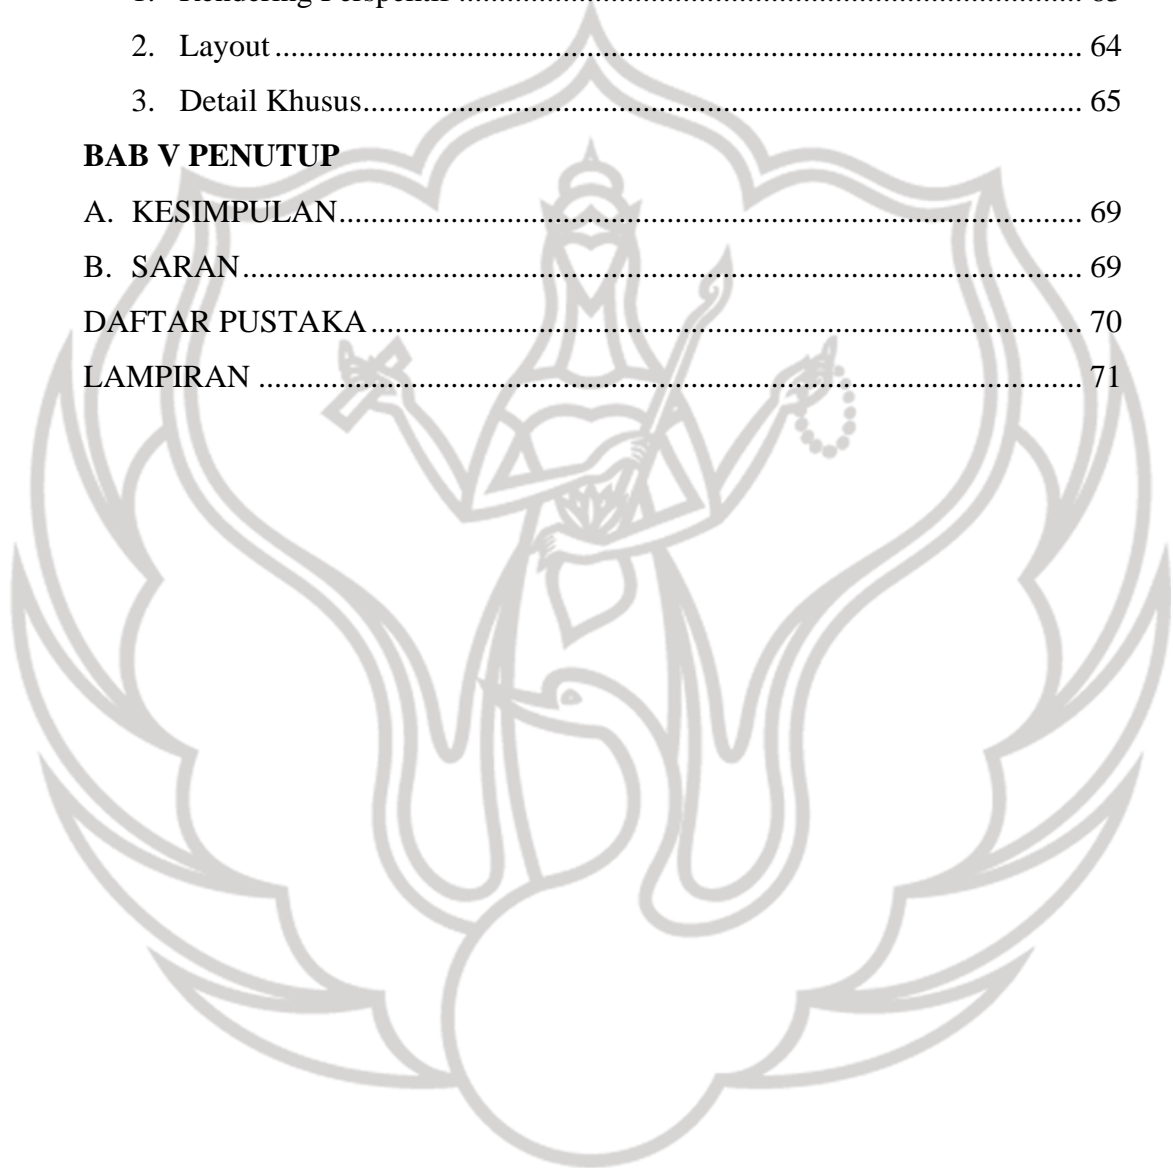 2. Layout ........................................................................................................ 64
3. Detail Khusus............................................................................................. 65
BAB V PENUTUP
A. KESIMPULAN.............................................................................................. 69
B. SARAN.......................................................................................................... 69
DAFTAR PUSTAKA.......................................................................................... 70
LAMPIRAN ........................................................................................................ 71